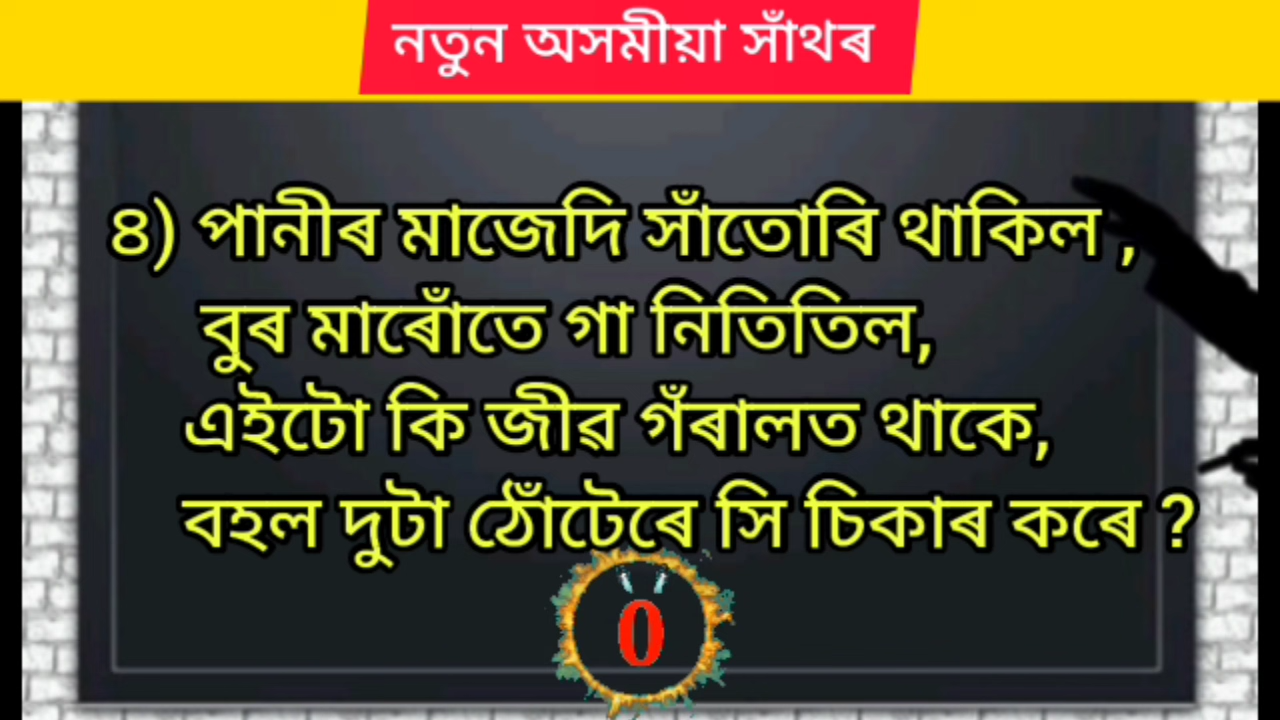 নতুন অসমীয়া সাঁথৰ
৪) পানীৰ মাজেদি সাঁতোৰি থাকিল ,
বুৰ মাৰোঁতে গা নিতিতিল,
এইটো কি জীৱ গঁৰালত থাকে,
বহল দুটা ঠোঁটেৰে সি চিকাৰ কৰে ?
0